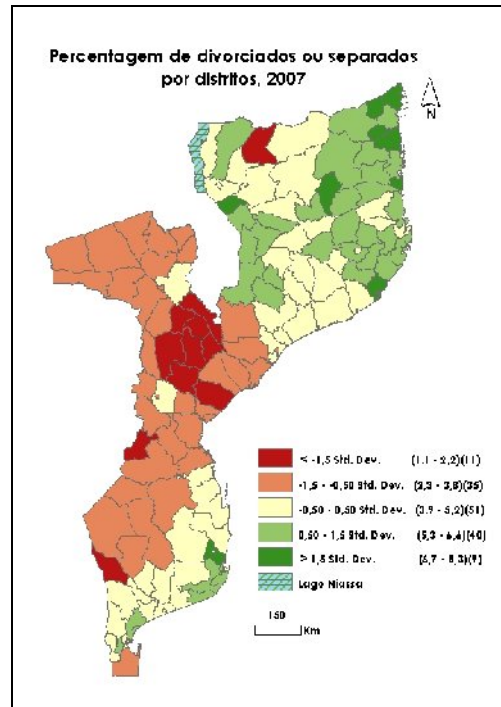 Percentagem de divorciados ou separados
por distritos, 2007
N
< -1,5 Std. Dev. (1.1 - 2,2)(11)
-1,5 - -0,50 Std. Dev. (2,3 - 3,8)(35)
-0,50 - 0,50 Std. Dev. (3.9 - 5,2)(51)
0,50 - 1,5 Std. Dev. (5,3 - 6,6)(40)
> 1,5 Std. Dev. (6,7 - 8,3)(9)
Lago Niassa
150
Km